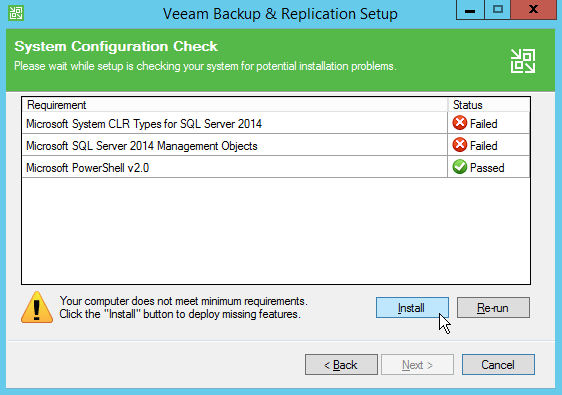 Veeam Backup & Replication Setup
System Configuration Check
Please wait while setup is checking your system for potential installation problems.
Requirement Status
Microsoft System CLR Types for SQL Server 2014 Failed
Microsoft SQL Server 2014 Management Objects Failed
Microsoft PowerShell v2.0 Passed
Your computer does not meet minimum requirements.
Click the "Install" button to deploy missing features.
Install Re-run
< Back Next > Cancel